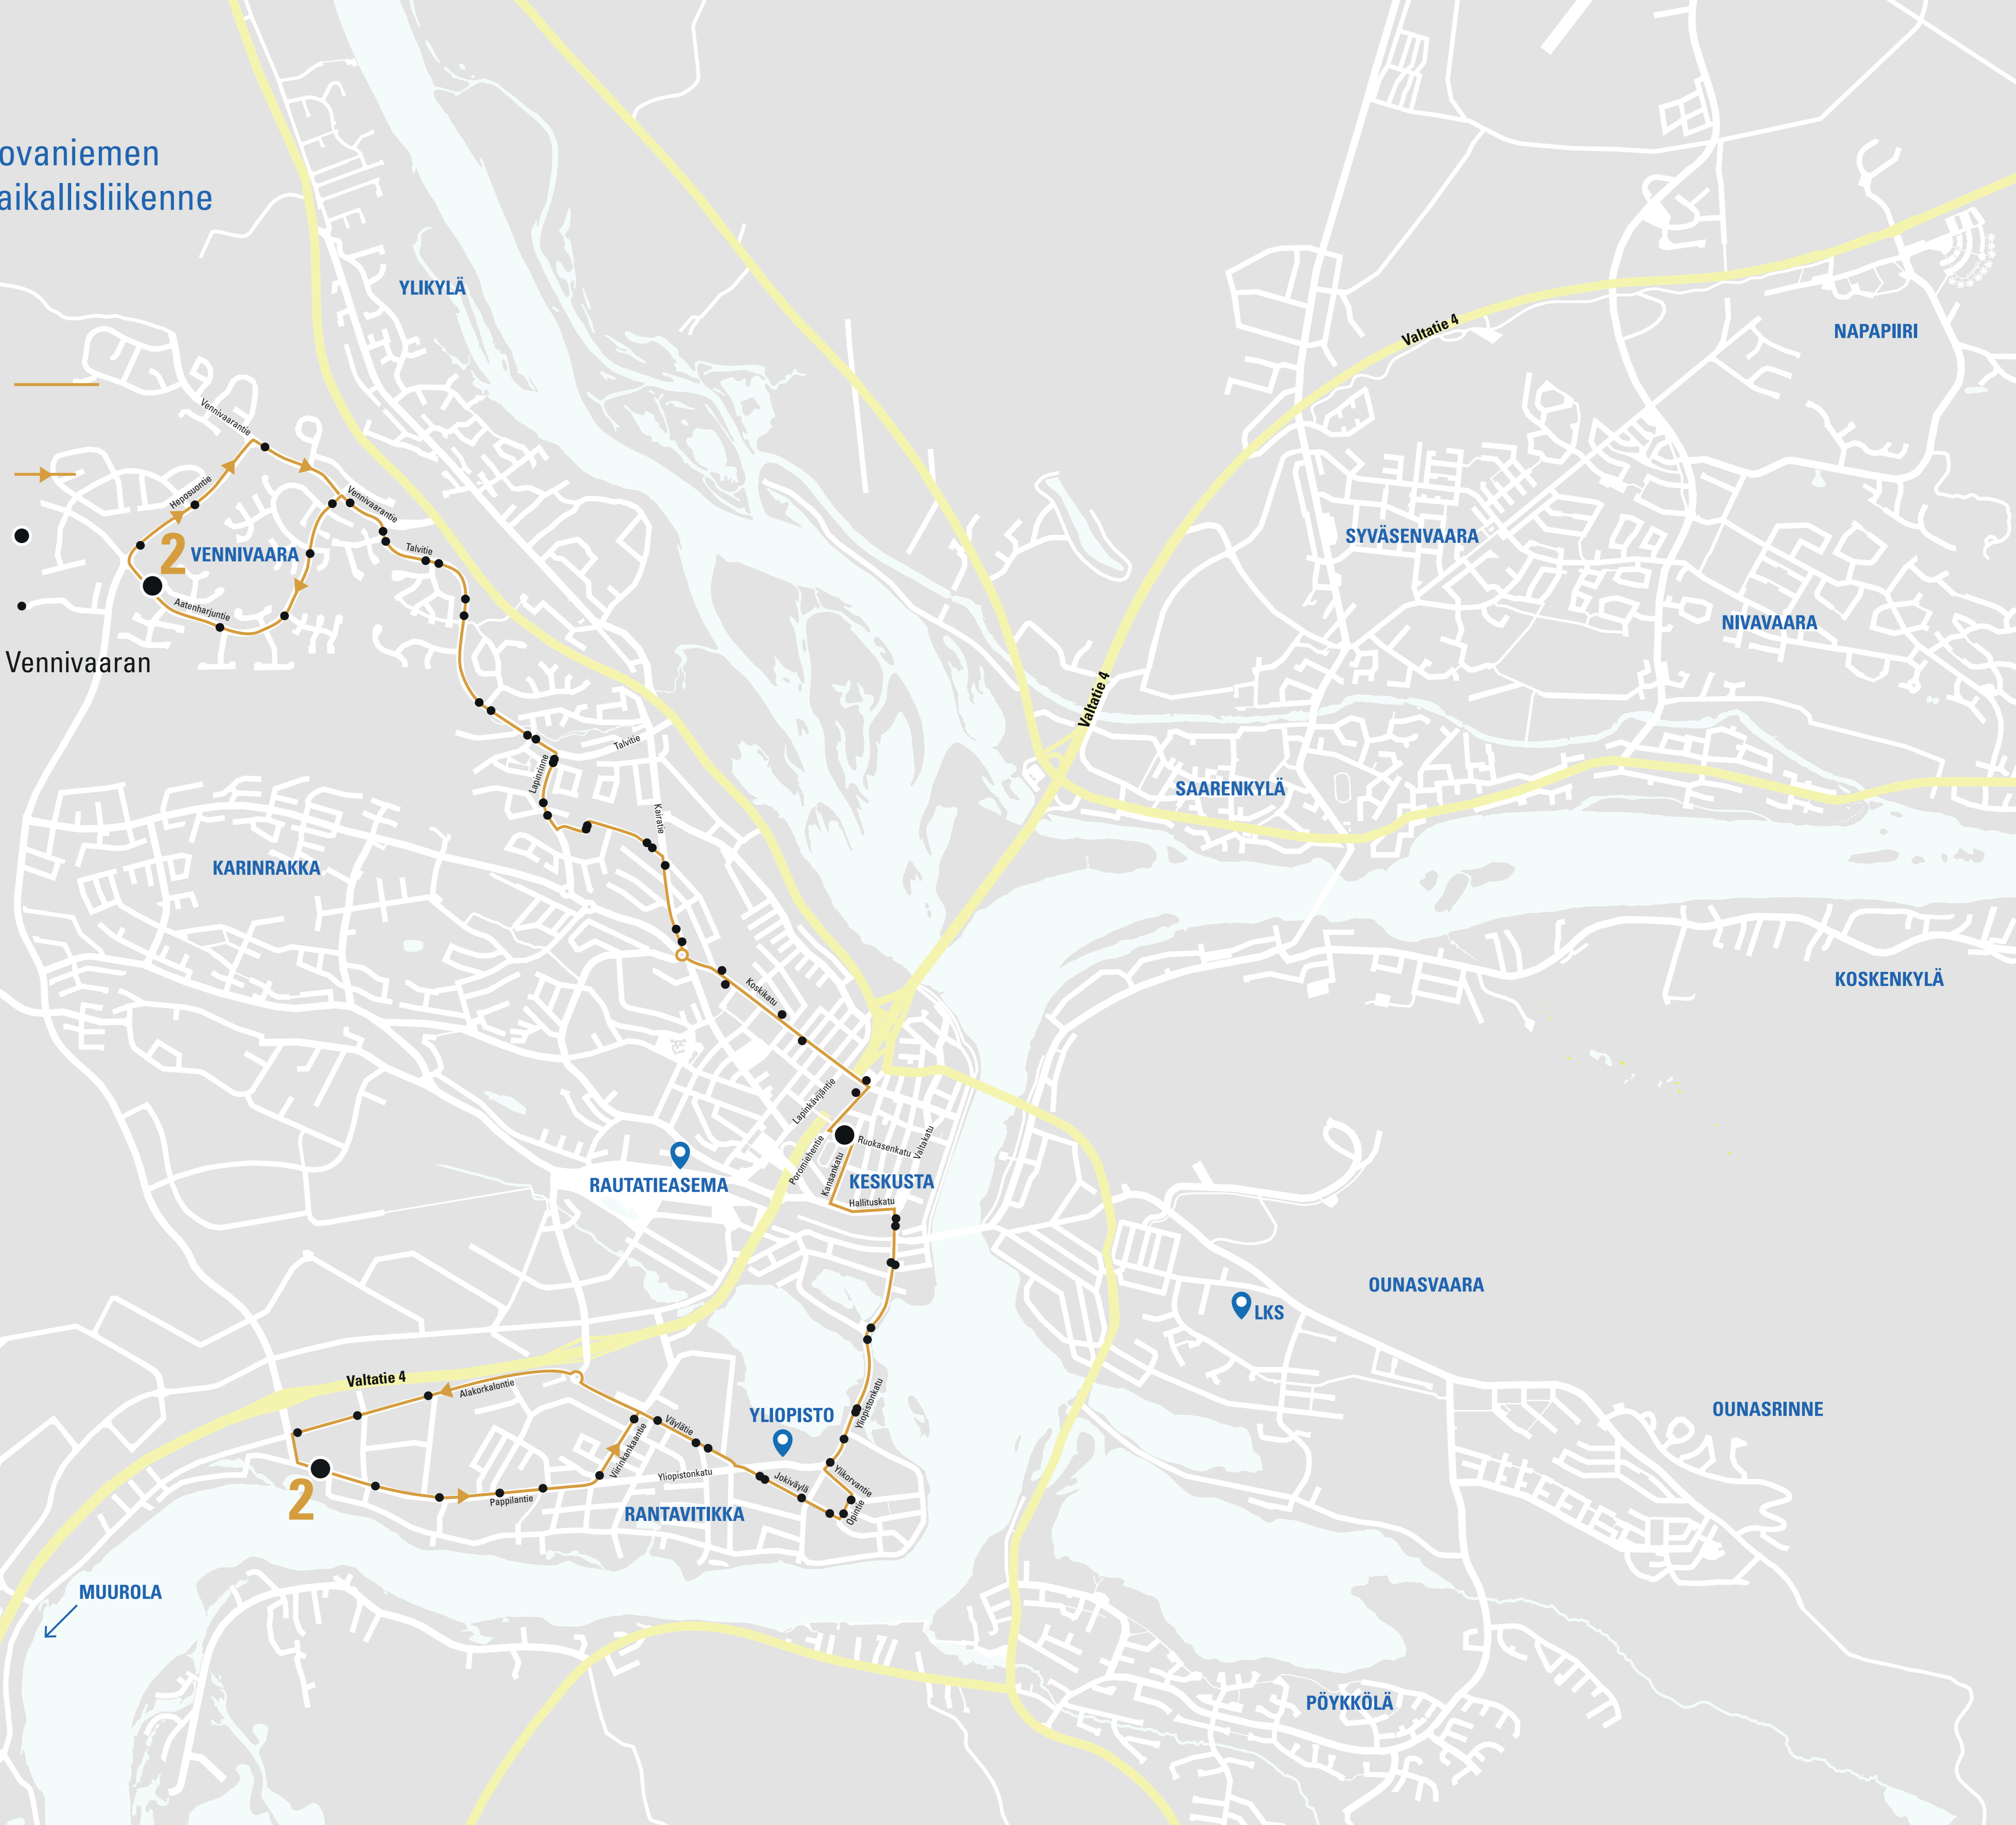 ovaniemen
aikallisliikenne
YLIKYLÄ
Valtatie 4
NAPAPIIRI
Vennivaarantie
Heposuontie
Vennivaarantie
2
VENNIVAARA
Talvitie
SYVÄSENVAARA
Aatenharjuntie
NIVAVAARA
Vennivaaran
Valtatie 4
Talvitie
Lapinrinne
SAARENKYLÄ
Kairatie
KARINRAKKA
KOSKENKYLÄ
Koskikatu
Lapinkävijäntie
Ruokasenkatu
Valtakatu
Poromiehentie
Kansankatu
RAUTATIEASEMA
KESKUSTA
Hallituskatu
OUNASVAARA
LKS
Valtatie 4
Alakorkalontie
YLIOPISTO
Yliopistonkatu
OUNASRINNE
Väylätie
Viirinkankaantie
Yliopistonkatu
Jokiväylä
Ylikorvantie
Opintie
2
Pappilantie
RANTAVITIKKA
MUUROLA
PÖYKKÖLÄ